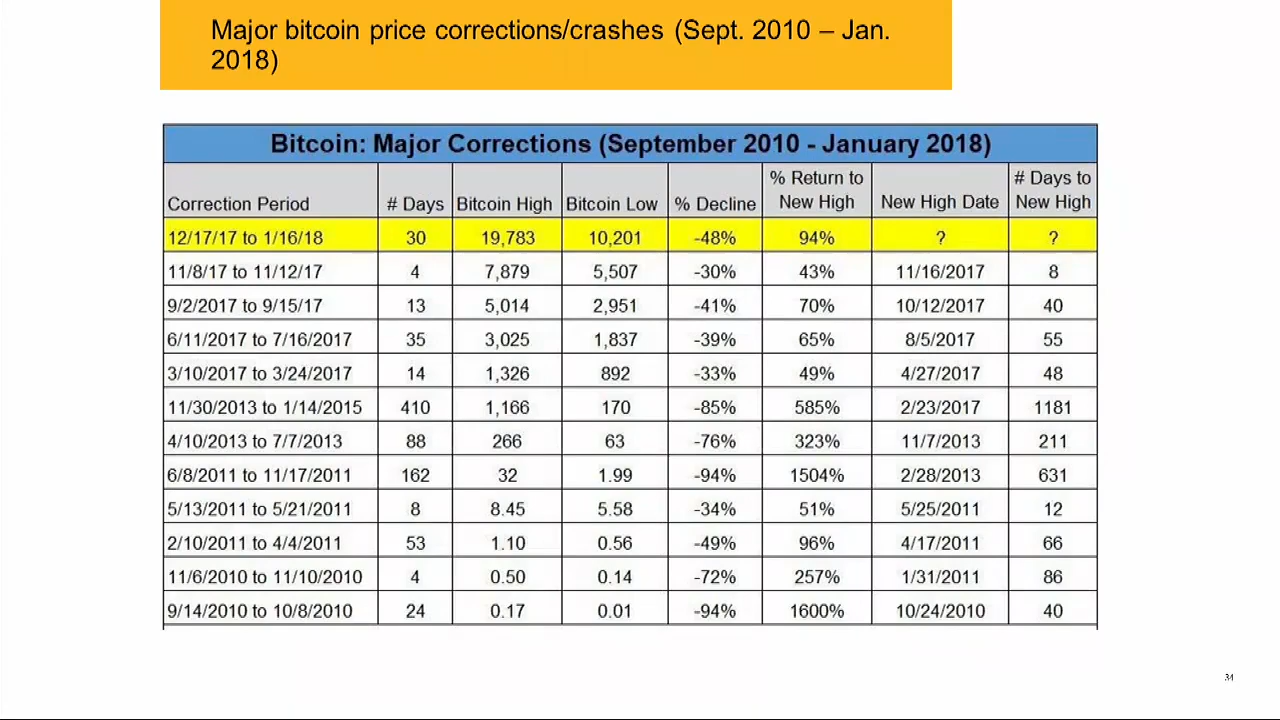 Major bitcoin price corrections/crashes (Sept. 2010 – Jan.
2018)
Bitcoin: Major Corrections (September 2010 - January 2018)
Correction Period # Days Bitcoin High Bitcoin Low % Decline % Return to New High New High Date # Days to New High
12/17/17 to 1/16/18 30 19,783 10,201 -48% 94% ? ?
11/8/17 to 11/12/17 4 7,879 5,507 -30% 43% 11/16/2017 8
9/2/2017 to 9/15/17 13 5,014 2,951 -41% 70% 10/12/2017 40
6/11/2017 to 7/16/2017 35 3,025 1,837 -39% 65% 8/5/2017 55
3/10/2017 to 3/24/2017 14 1,326 892 -33% 49% 4/27/2017 48
11/30/2013 to 1/14/2015 410 1,166 170 -85% 585% 2/23/2017 1181
4/10/2013 to 7/7/2013 88 266 63 -76% 323% 11/7/2013 211
6/8/2011 to 11/17/2011 162 32 1.99 -94% 1504% 2/28/2013 631
5/13/2011 to 5/21/2011 8 8.45 5.58 -34% 51% 5/25/2011 12
2/10/2011 to 4/4/2011 53 1.10 0.56 -49% 96% 4/17/2011 66
11/6/2010 to 11/10/2010 4 0.50 0.14 -72% 257% 1/31/2011 86
9/14/2010 to 10/8/2010 24 0.17 0.01 -94% 1600% 10/24/2010 40
34